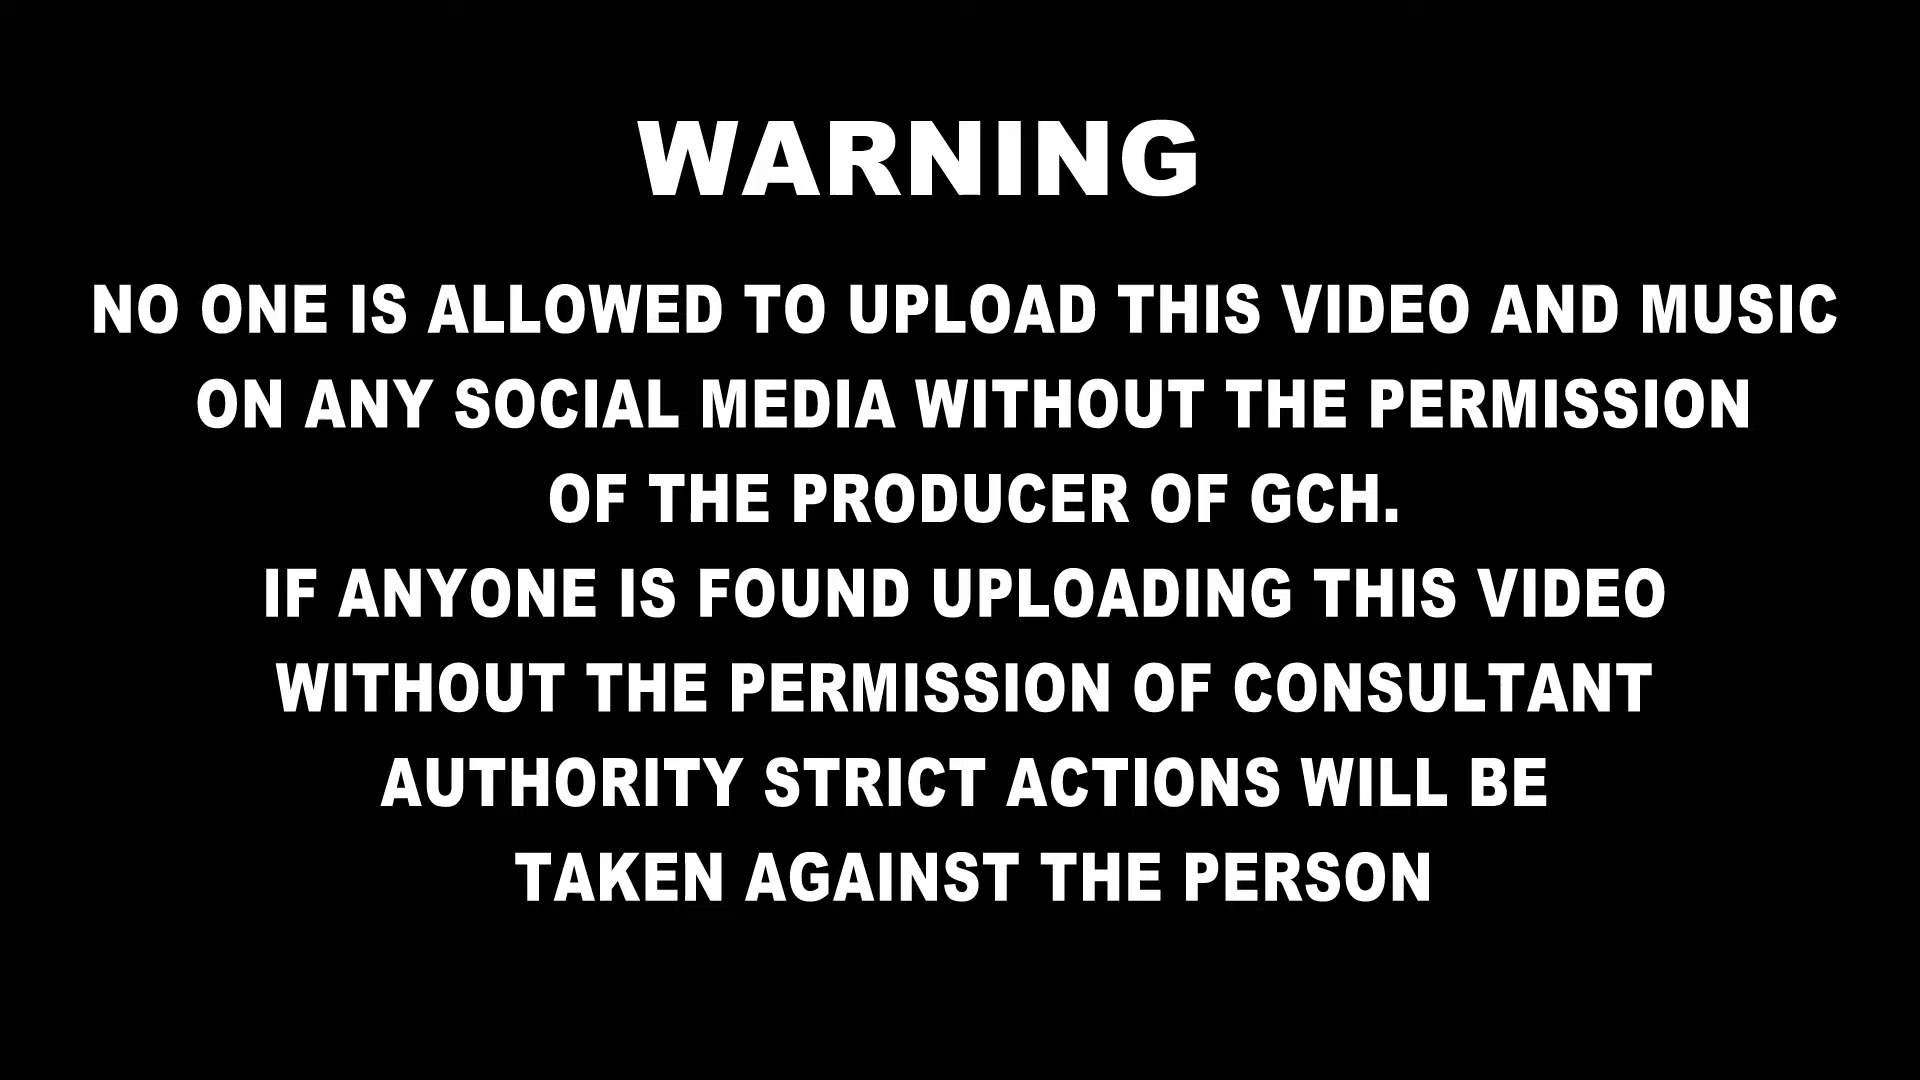 WARNING
NO ONE IS ALLOWED TO UPLOAD THIS VIDEO AND MUSIC
ON ANY SOCIAL MEDIA WITHOUT THE PERMISSION
OF THE PRODUCER OF GCH.
IF ANYONE IS FOUND UPLOADING THIS VIDEO
WITHOUT THE PERMISSION OF CONSULTANT
AUTHORITY STRICT ACTIONS WILL BE
TAKEN AGAINST THE PERSON